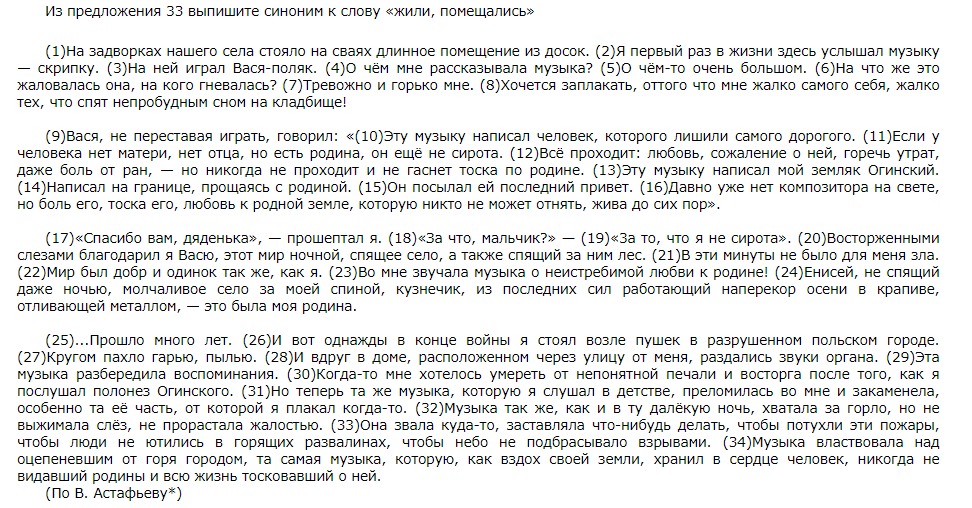 Из предложения 33 выпишите синоним к слову «жили, помещались»
(1)На задворках нашего села стояло на сваях длинное помещение из досок. (2)Я первый раз в жизни здесь услышал музыку
— скрипку. (3)На ней играл Вася-поляк. (4)О чём мне рассказывала музыка? (5)О чём-то очень большом. (6)На что же это
жаловалась она, на кого гневалась? (7)Тревожно и горько мне. (8)Хочется заплакать, оттого что мне жалко самого себя, жалко
тех, что спят непробудным сном на кладбище!
(9)Вася, не переставая играть, говорил: «(10)Эту музыку написал человек, которого лишили самого дорогого. (11)Если у
человека нет матери, нет отца, но есть родина, он ещё не сирота. (12)Всё проходит: любовь, сожаление о ней, горечь утрат,
даже боль от ран, — но никогда не проходит и не гаснет тоска по родине. (13)Эту музыку написал мой земляк Огинский.
(14)Написал на границе, прощаясь с родиной. (15)Он посылал ей последний привет. (16)Давно уже нет композитора на свете,
но боль его, тоска его, любовь к родной земле, которую никто не может отнять, жива до сих пор».
(17)«Спасибо вам, дяденька», — прошептал я. (18)«За что, мальчик?» — (19)«За то, что я не сирота». (20)Восторженными
слезами благодарил я Васю, этот мир ночной, спящее село, а также спящий за ним лес. (21)В эти минуты не было для меня зла.
(22)Мир был добр и одинок так же, как я. (23)Во мне звучала музыка о неистребимой любви к родине! (24)Енисей, не спящий
даже ночью, молчаливое село за моей спиной, кузнечик, из последних сил работающий наперекор осени в крапиве,
отливающей металлом, — это была моя родина.
(25)...Прошло много лет. (26)И вот однажды в конце войны я стоял возле пушек в разрушенном польском городе.
(27)Кругом пахло гарью, пылью. (28)И вдруг в доме, расположенном через улицу от меня, раздались звуки органа. (29)Эта
музыка разбередила воспоминания. (30)Когда-то мне хотелось умереть от непонятной печали и восторга после того, как я
послушал полонез Огинского. (31)Но теперь та же музыка, которую я слушал в детстве, преломилась во мне и закаменела,
особенно та её часть, от которой я плакал когда-то. (32)Музыка так же, как и в ту далёкую ночь, хватала за горло, но не
выжимала слёз, не прорастала жалостью. (33)Она звала куда-то, заставляла что-нибудь делать, чтобы потухли эти пожары,
чтобы люди не ютились в горящих развалинах, чтобы небо не подбрасывало взрывами. (34)Музыка властвовала над
оцепеневшим от горя городом, та самая музыка, которую, как вздох своей земли, хранил в сердце человек, никогда не
видавший родины и всю жизнь тосковавший о ней.
(По В. Астафьеву*)